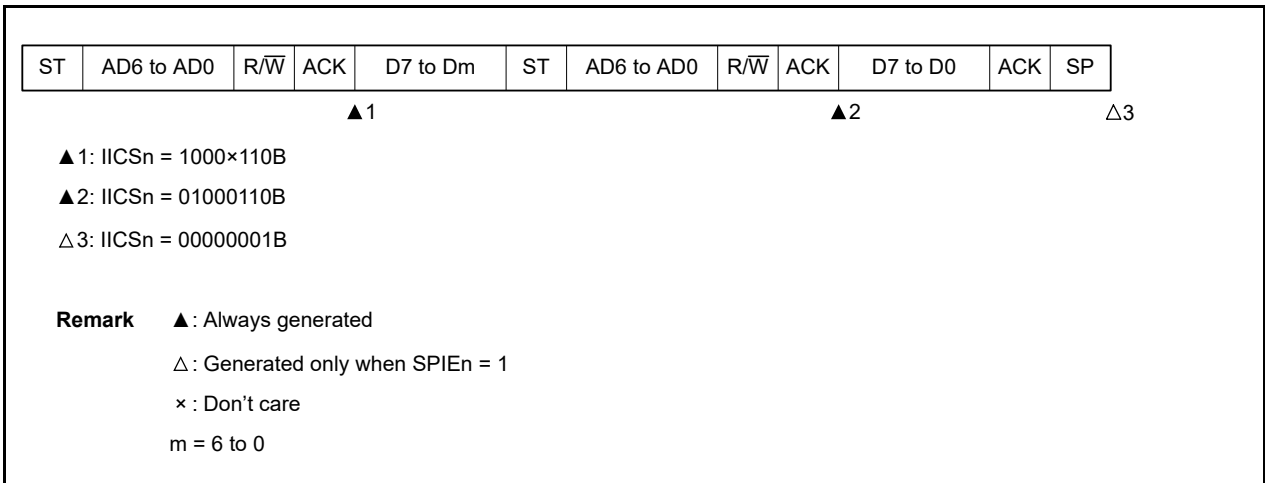 ST AD6 to AD0 R/W̅ ACK D7 to Dm ST AD6 to AD0 R/W̅ ACK D7 to D0 ACK SP
▲1 ▲2 △3
▲1: IICSn = 1000×110B
▲2: IICSn = 01000110B
△3: IICSn = 00000001B
Remark ▲: Always generated
△: Generated only when SPIEn = 1
×: Don’t care
m = 6 to 0